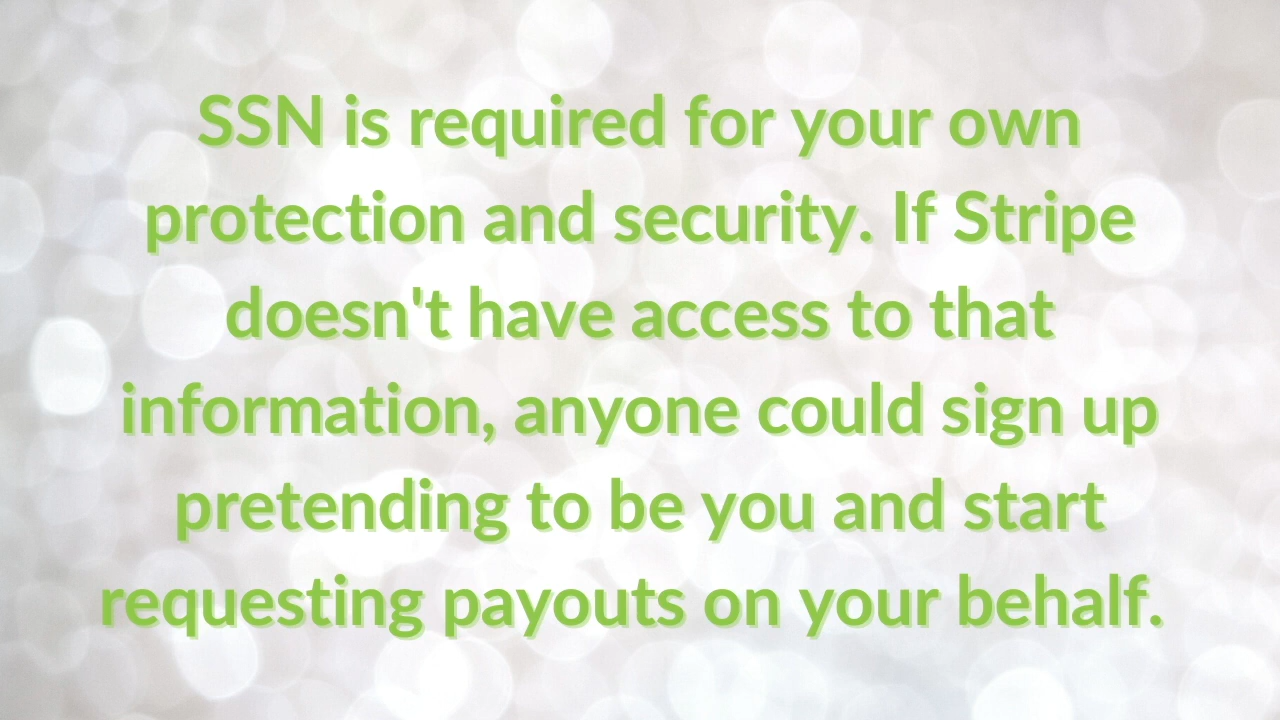 SSN is required for your own
protection and security. If Stripe
doesn't have access to that
information, anyone could sign up
pretending to be you and start
requesting payouts on your behalf.